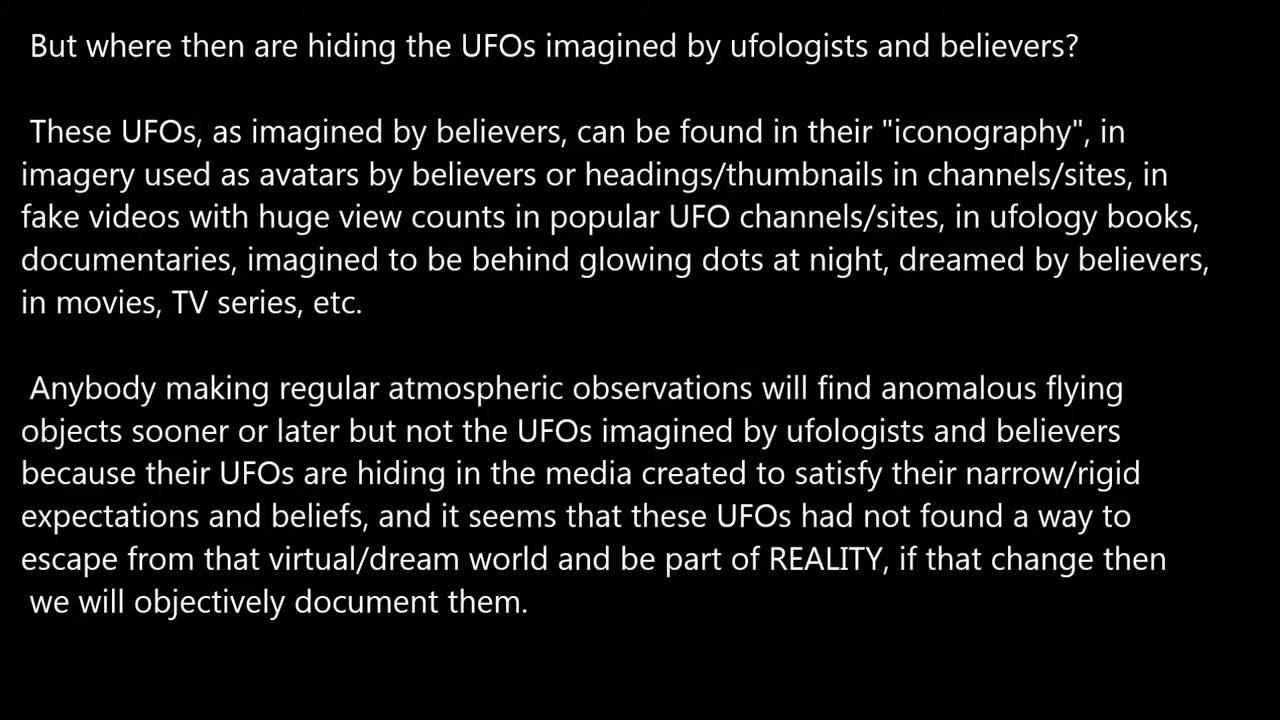 But where then are hiding the UFOs imagined by ufologists and believers?
These UFOs, as imagined by believers, can be found in their "iconography", in
imagery used as avatars by believers or headings/thumbnails in channels/sites, in
fake videos with huge view counts in popular UFO channels/sites, in ufology books,
documentaries, imagined to be behind glowing dots at night, dreamed by believers,
in movies, TV series, etc.
Anybody making regular atmospheric observations will find anomalous flying
objects sooner or later but not the UFOs imagined by ufologists and believers
because their UFOs are hiding in the media created to satisfy their narrow/rigid
expectations and beliefs, and it seems that these UFOs had not found a way to
escape from that virtual/dream world and be part of REALITY, if that change then
we will objectively document them.